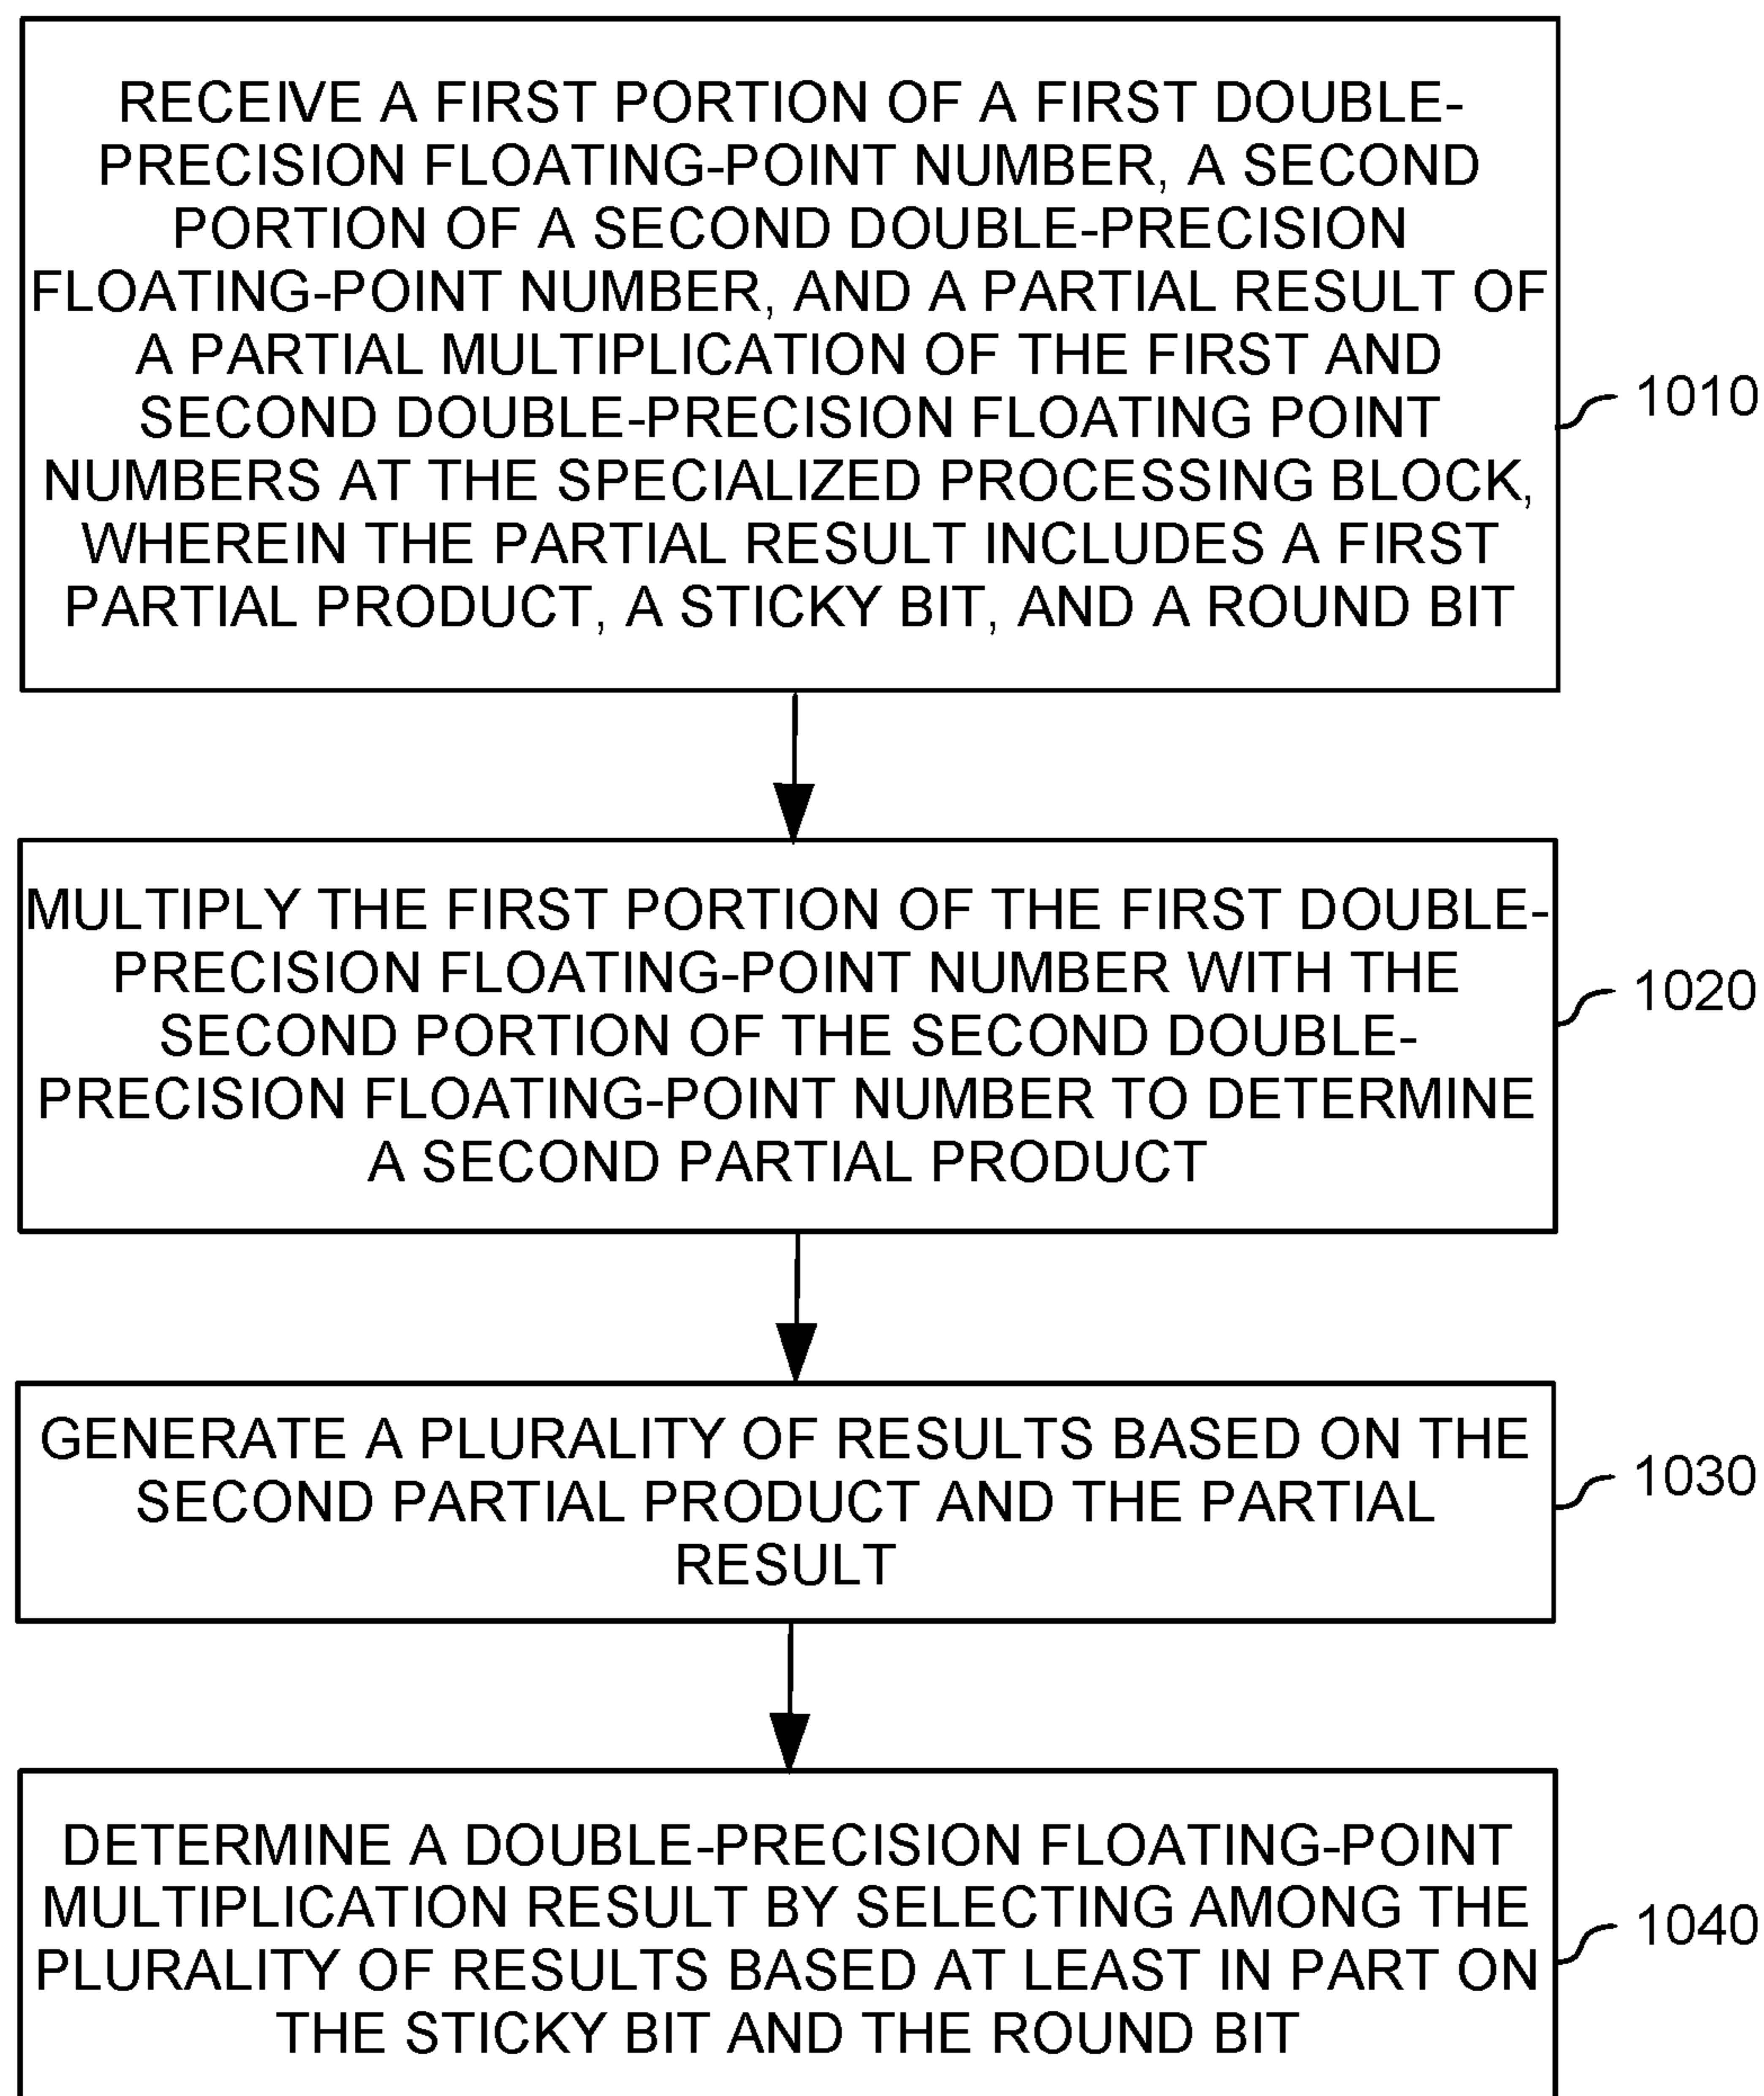 RECEIVE A FIRST PORTION OF A FIRST DOUBLE-
PRECISION FLOATING-POINT NUMBER, A SECOND
PORTION OF A SECOND DOUBLE-PRECISION
FLOATING-POINT NUMBER, AND A PARTIAL RESULT OF
A PARTIAL MULTIPLICATION OF THE FIRST AND
SECOND DOUBLE-PRECISION FLOATING POINT
NUMBERS AT THE SPECIALIZED PROCESSING BLOCK,
WHEREIN THE PARTIAL RESULT INCLUDES A FIRST
PARTIAL PRODUCT, A STICKY BIT, AND A ROUND BIT
1010
MULTIPLY THE FIRST PORTION OF THE FIRST DOUBLE-
PRECISION FLOATING-POINT NUMBER WITH THE
SECOND PORTION OF THE SECOND DOUBLE-
PRECISION FLOATING-POINT NUMBER TO DETERMINE
A SECOND PARTIAL PRODUCT
1020
GENERATE A PLURALITY OF RESULTS BASED ON THE
SECOND PARTIAL PRODUCT AND THE PARTIAL
RESULT
1030
DETERMINE A DOUBLE-PRECISION FLOATING-POINT
MULTIPLICATION RESULT BY SELECTING AMONG THE
PLURALITY OF RESULTS BASED AT LEAST IN PART ON
THE STICKY BIT AND THE ROUND BIT
1040